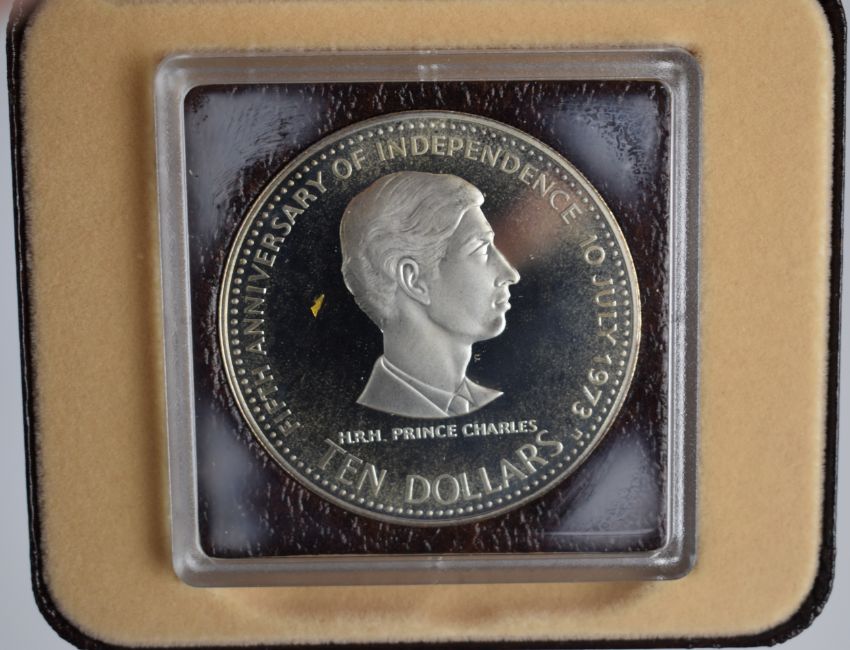 FIFTH ANNIVERSARY OF INDEPENDENCE 10 JULY 1973
H.R.H. PRINCE CHARLES
TEN DOLLARS